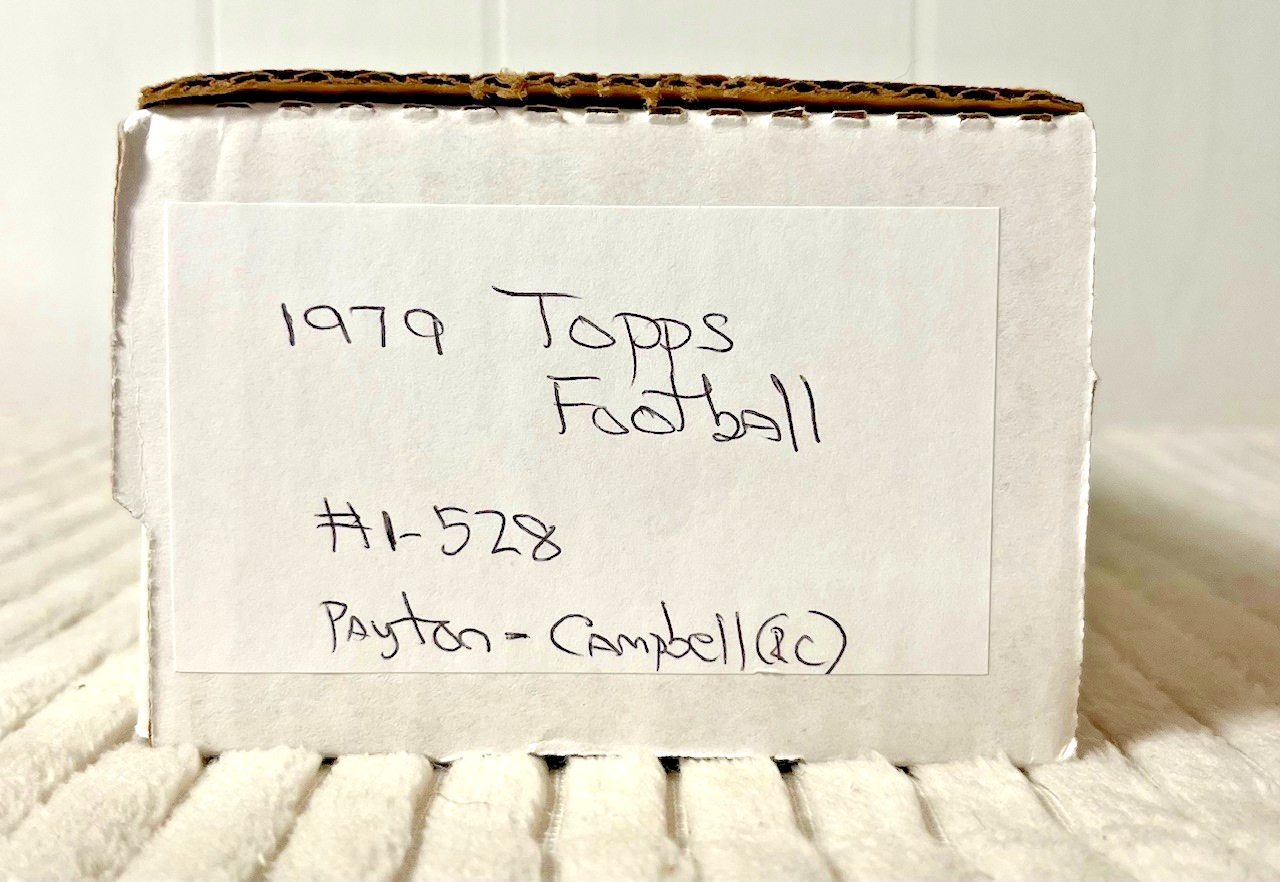 1979 Topps
Football
#1-528
Payton - Campbell (RC)